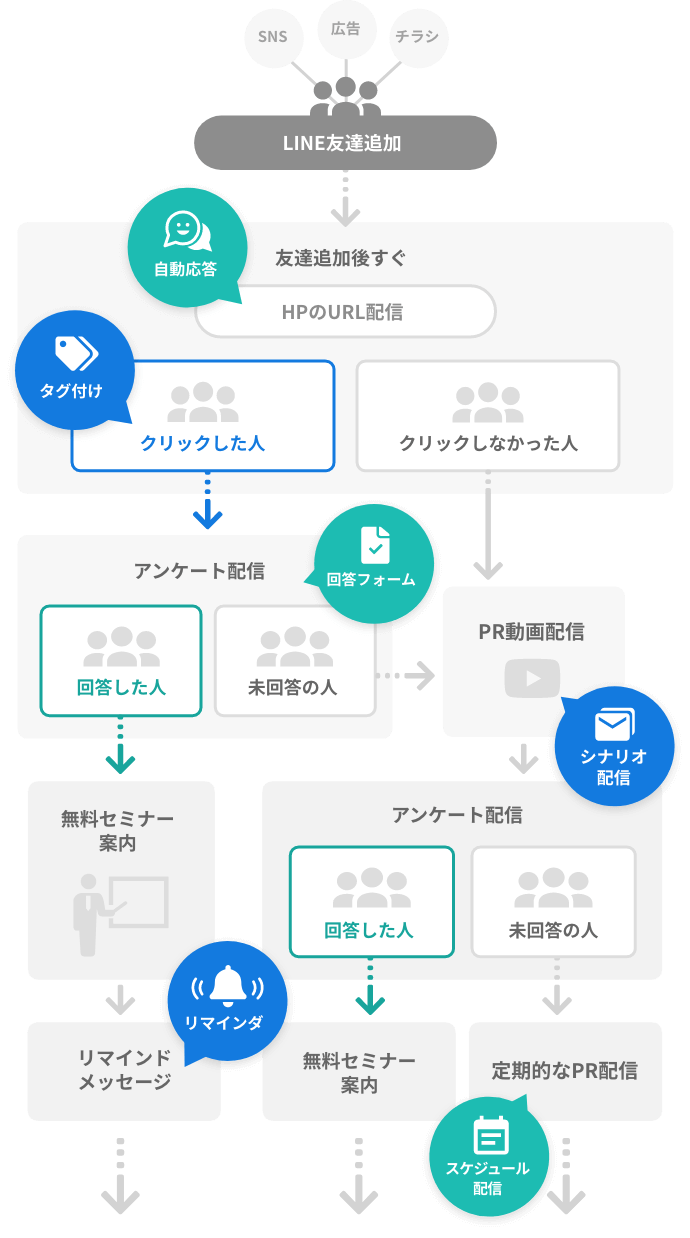 SNS
広告
チラシ
LINE友達追加
自動応答
友達追加後すぐ
HPのURL配信
タグ付け
クリックした人
クリックしなかった人
アンケート配信
回答フォーム
回答した人
未回答の人
PR動画配信
シナリオ
配信
無料セミナー
案内
アンケート配信
回答した人
未回答の人
リマインダ
リマインド
メッセージ
無料セミナー
案内
定期的なPR配信
スケジュール
配信